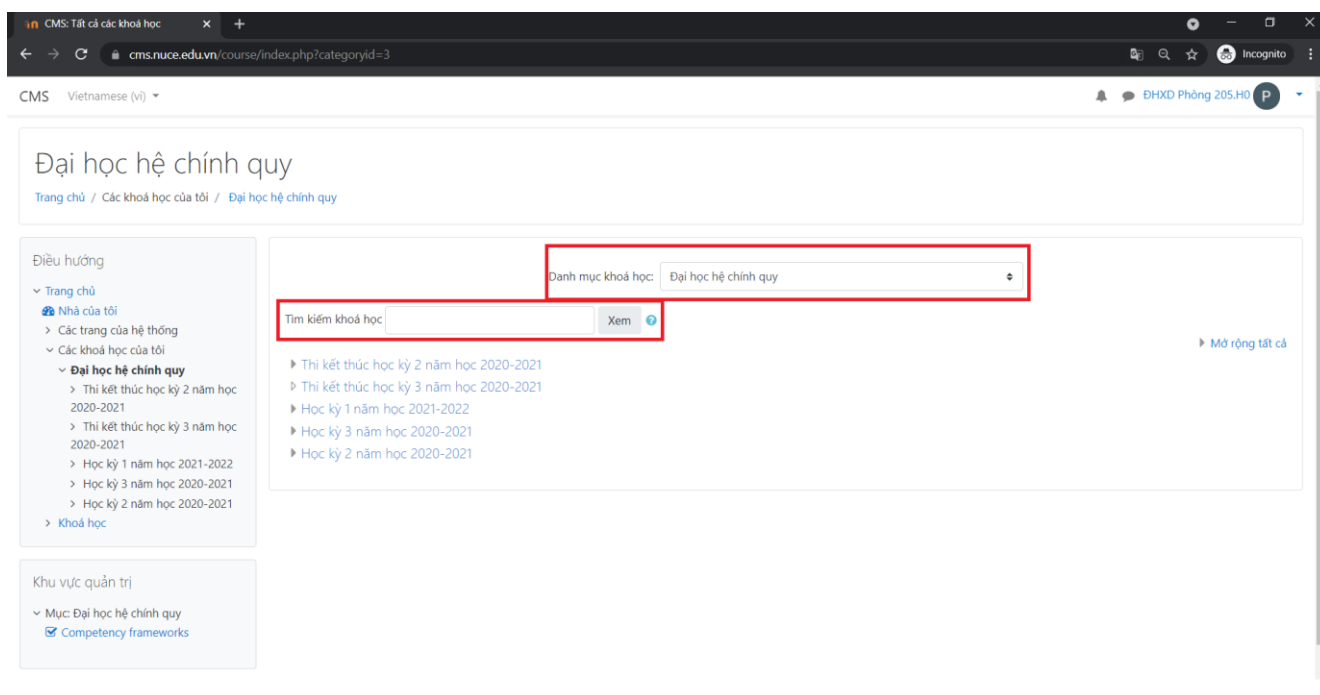 CMS: Tất cả các khoá học
cms.nuce.edu.vn/course/index.php?categoryid=3
Incognito
CMS Vietnamese (vi)
ĐHXD Phòng 205.H0 P
Đại học hệ chính quy
Trang chủ / Các khoá học của tôi / Đại học hệ chính quy
Điều hướng
Trang chủ
Nhà của tôi
Các trang của hệ thống
Các khoá học của tôi
Đại học hệ chính quy
Thi kết thúc học kỳ 2 năm học
2020-2021
Thi kết thúc học kỳ 3 năm học
2020-2021
Học kỳ 1 năm học 2021-2022
Học kỳ 3 năm học 2020-2021
Học kỳ 2 năm học 2020-2021
Khoá học
Khu vực quản trị
Mục: Đại học hệ chính quy
Competency frameworks
Danh mục khoá học: Đại học hệ chính quy
Tìm kiếm khoá học Xem
Mở rộng tất cả
Thi kết thúc học kỳ 2 năm học 2020-2021
Thi kết thúc học kỳ 3 năm học 2020-2021
Học kỳ 1 năm học 2021-2022
Học kỳ 3 năm học 2020-2021
Học kỳ 2 năm học 2020-2021